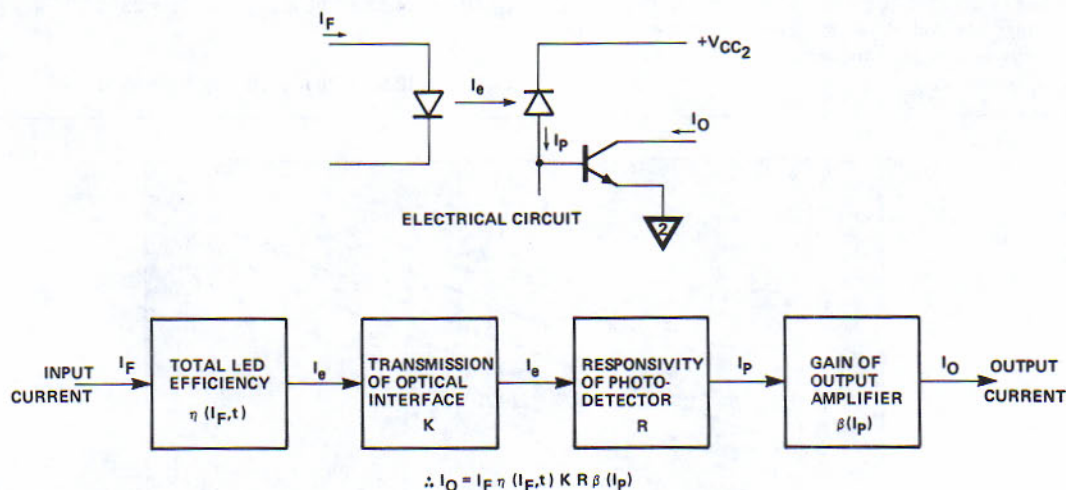 I_F
I_e
+V_CC2
I_P
I_O
ELECTRICAL CIRCUIT
2
INPUT CURRENT
I_F
TOTAL LED
EFFICIENCY
η (I_F,t)
I_e
TRANSMISSION
OF OPTICAL
INTERFACE
K
I_e
RESPONSIVITY
OF PHOTO-
DETECTOR
R
I_P
GAIN OF
OUTPUT
AMPLIFIER
β(I_P)
I_O
OUTPUT
CURRENT
∴ I_O = I_F η (I_F,t) K R β (I_P)